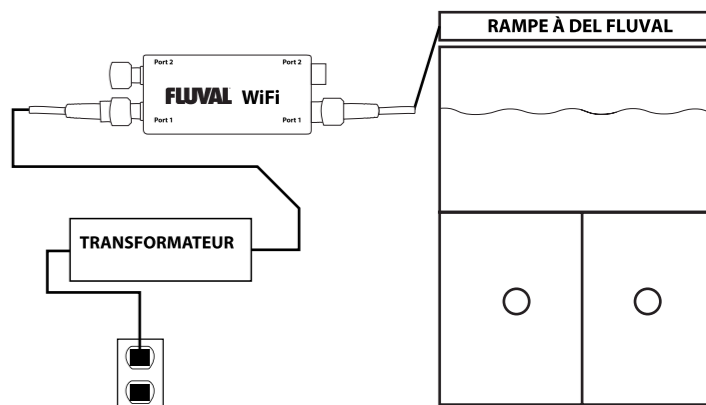 RAMPE À DEL FLUVAL
Port 2 Port 2
FLUVAL WiFi
Port 1 Port 1
TRANSFORMATEUR